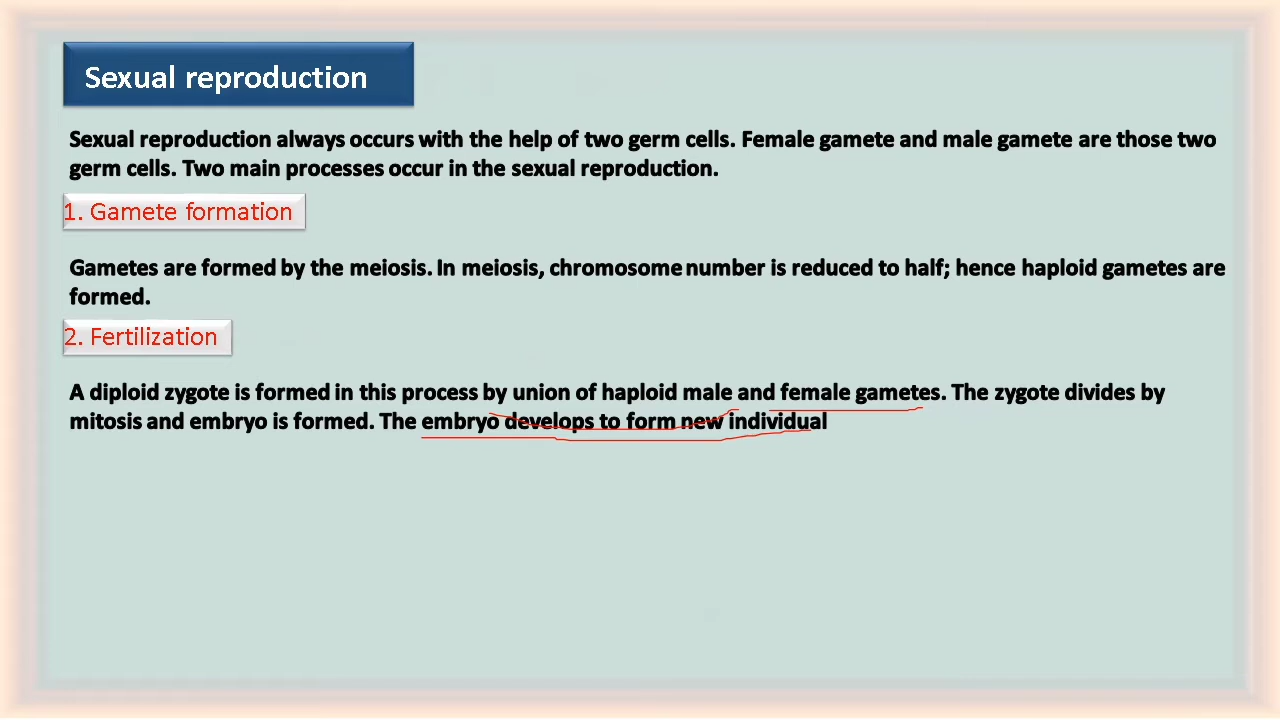 Sexual reproduction
Sexual reproduction always occurs with the help of two germ cells. Female gamete and male gamete are those two
germ cells. Two main processes occur in the sexual reproduction.
1. Gamete formation
Gametes are formed by the meiosis. In meiosis, chromosome number is reduced to half; hence haploid gametes are
formed.
2. Fertilization
A diploid zygote is formed in this process by union of haploid male and female gametes. The zygote divides by
mitosis and embryo is formed. The embryo develops to form new individual